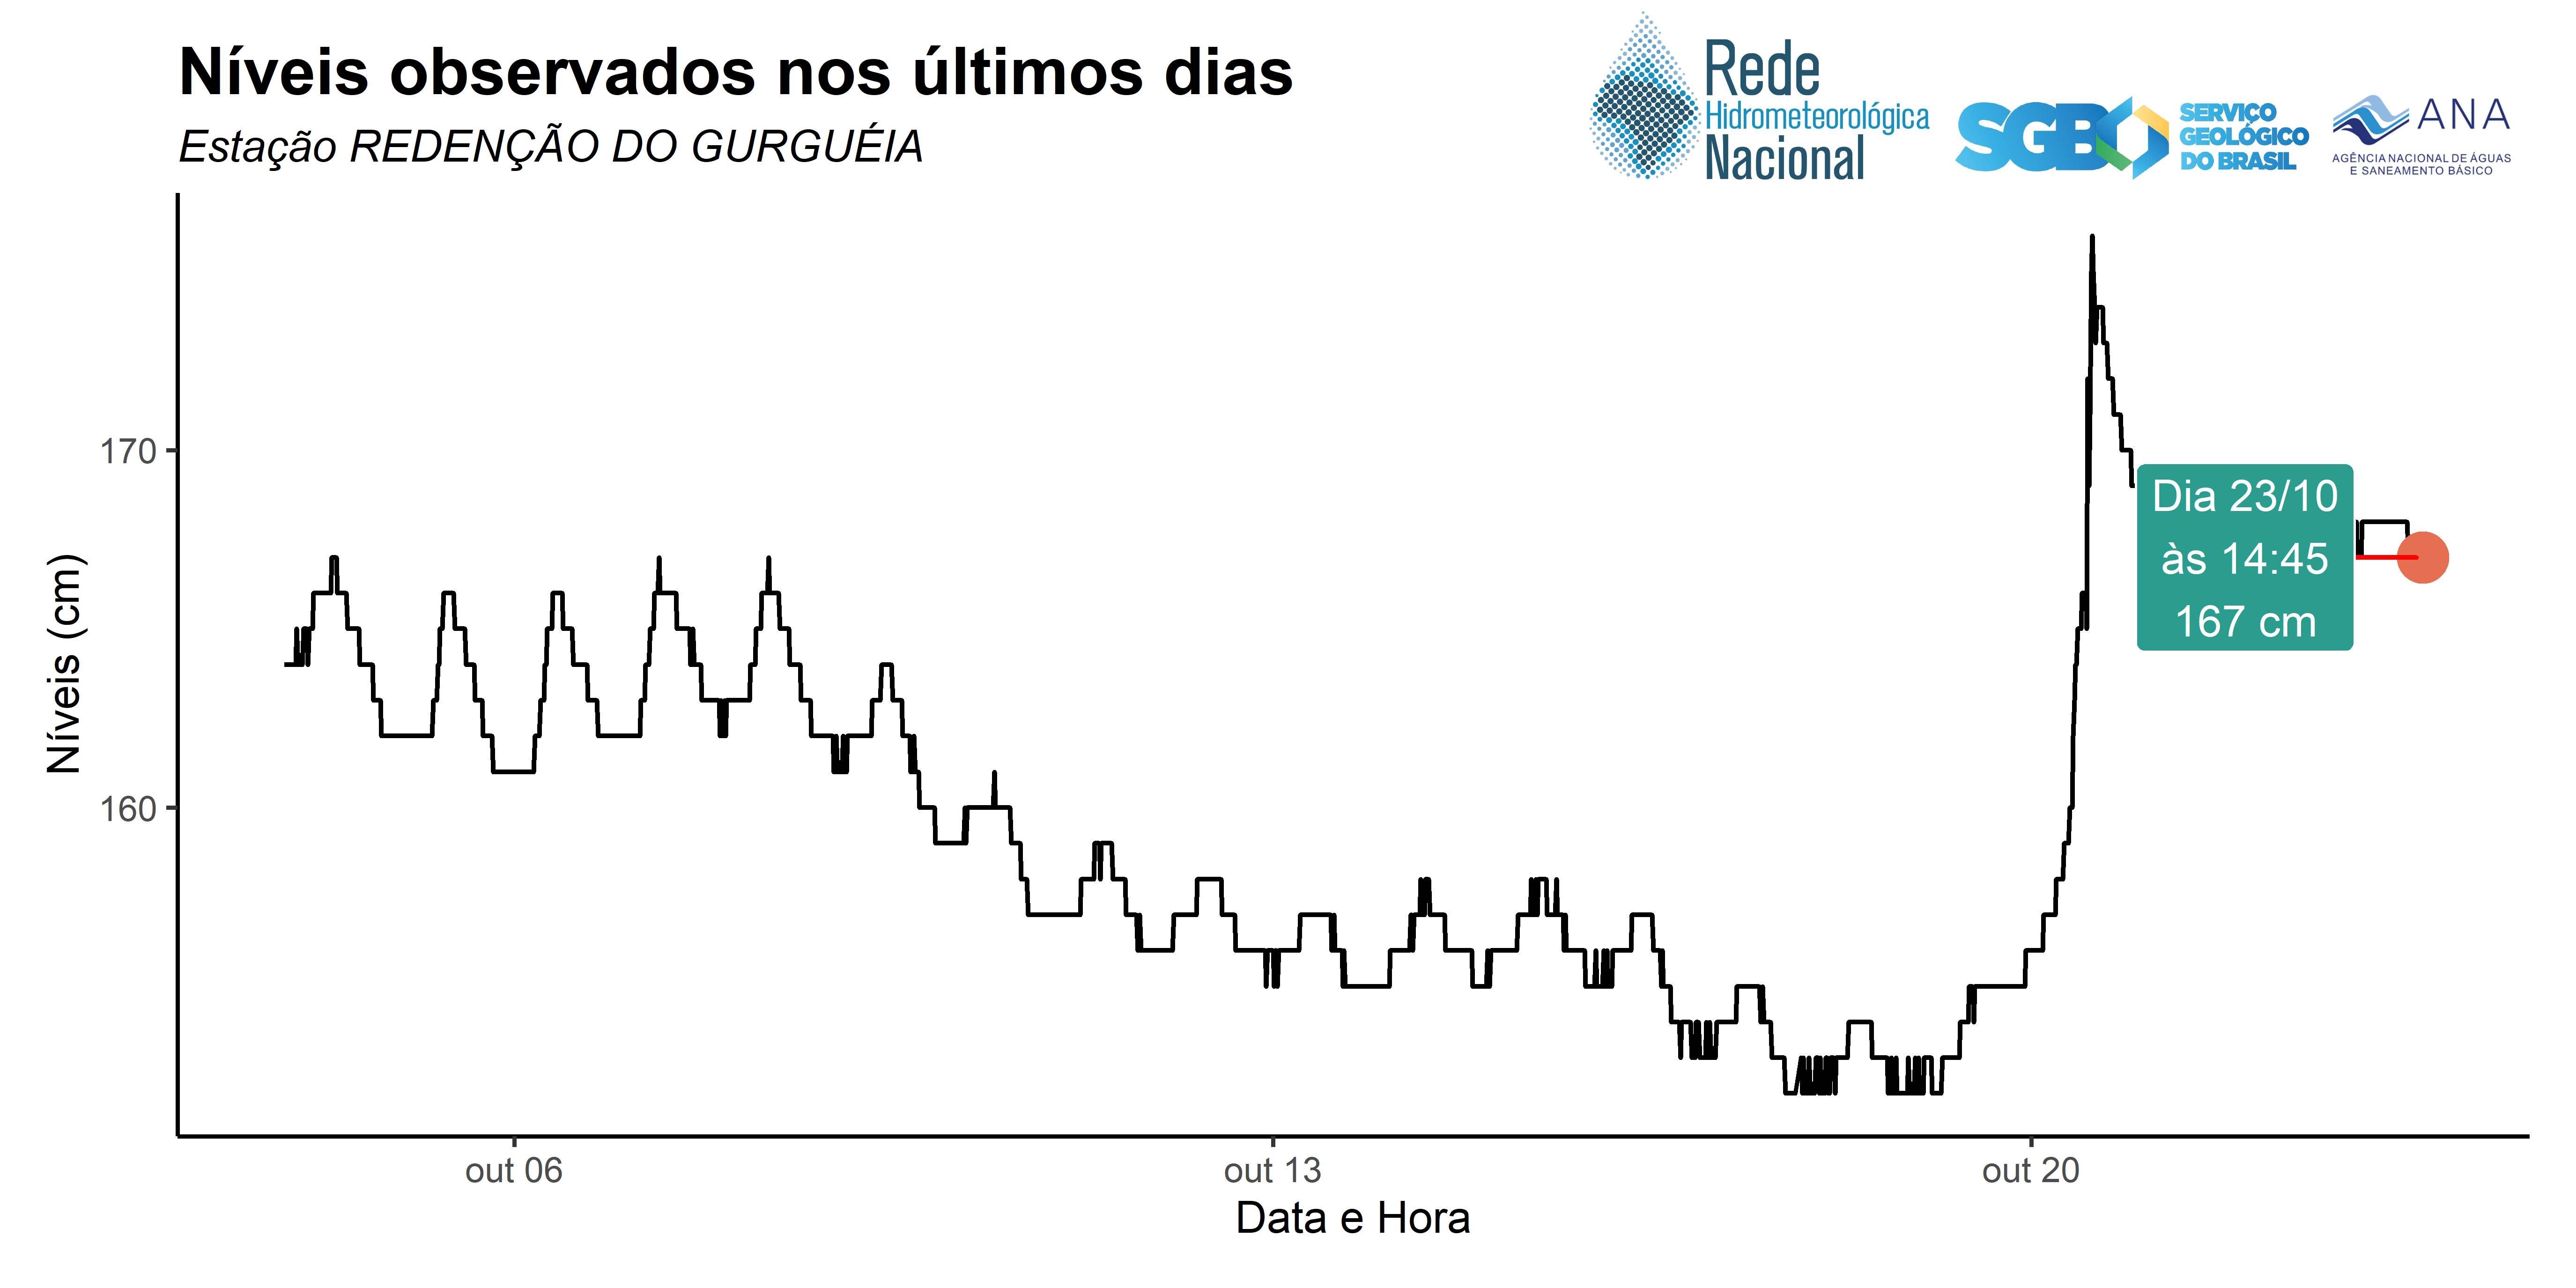 Níveis observados nos últimos dias
Estação REDENÇÃO DO GURGUÉIA
Rede
Hidrometeorológica
Nacional
SGB
SERVIÇO
GEOLÓGICO
DO BRASIL
ANA
AGÊNCIA NACIONAL DE ÁGUAS
E SANEAMENTO BÁSICO
Níveis (cm)
170
160
Dia 23/10
às 14:45
167 cm
out 06
out 13
out 20
Data e Hora